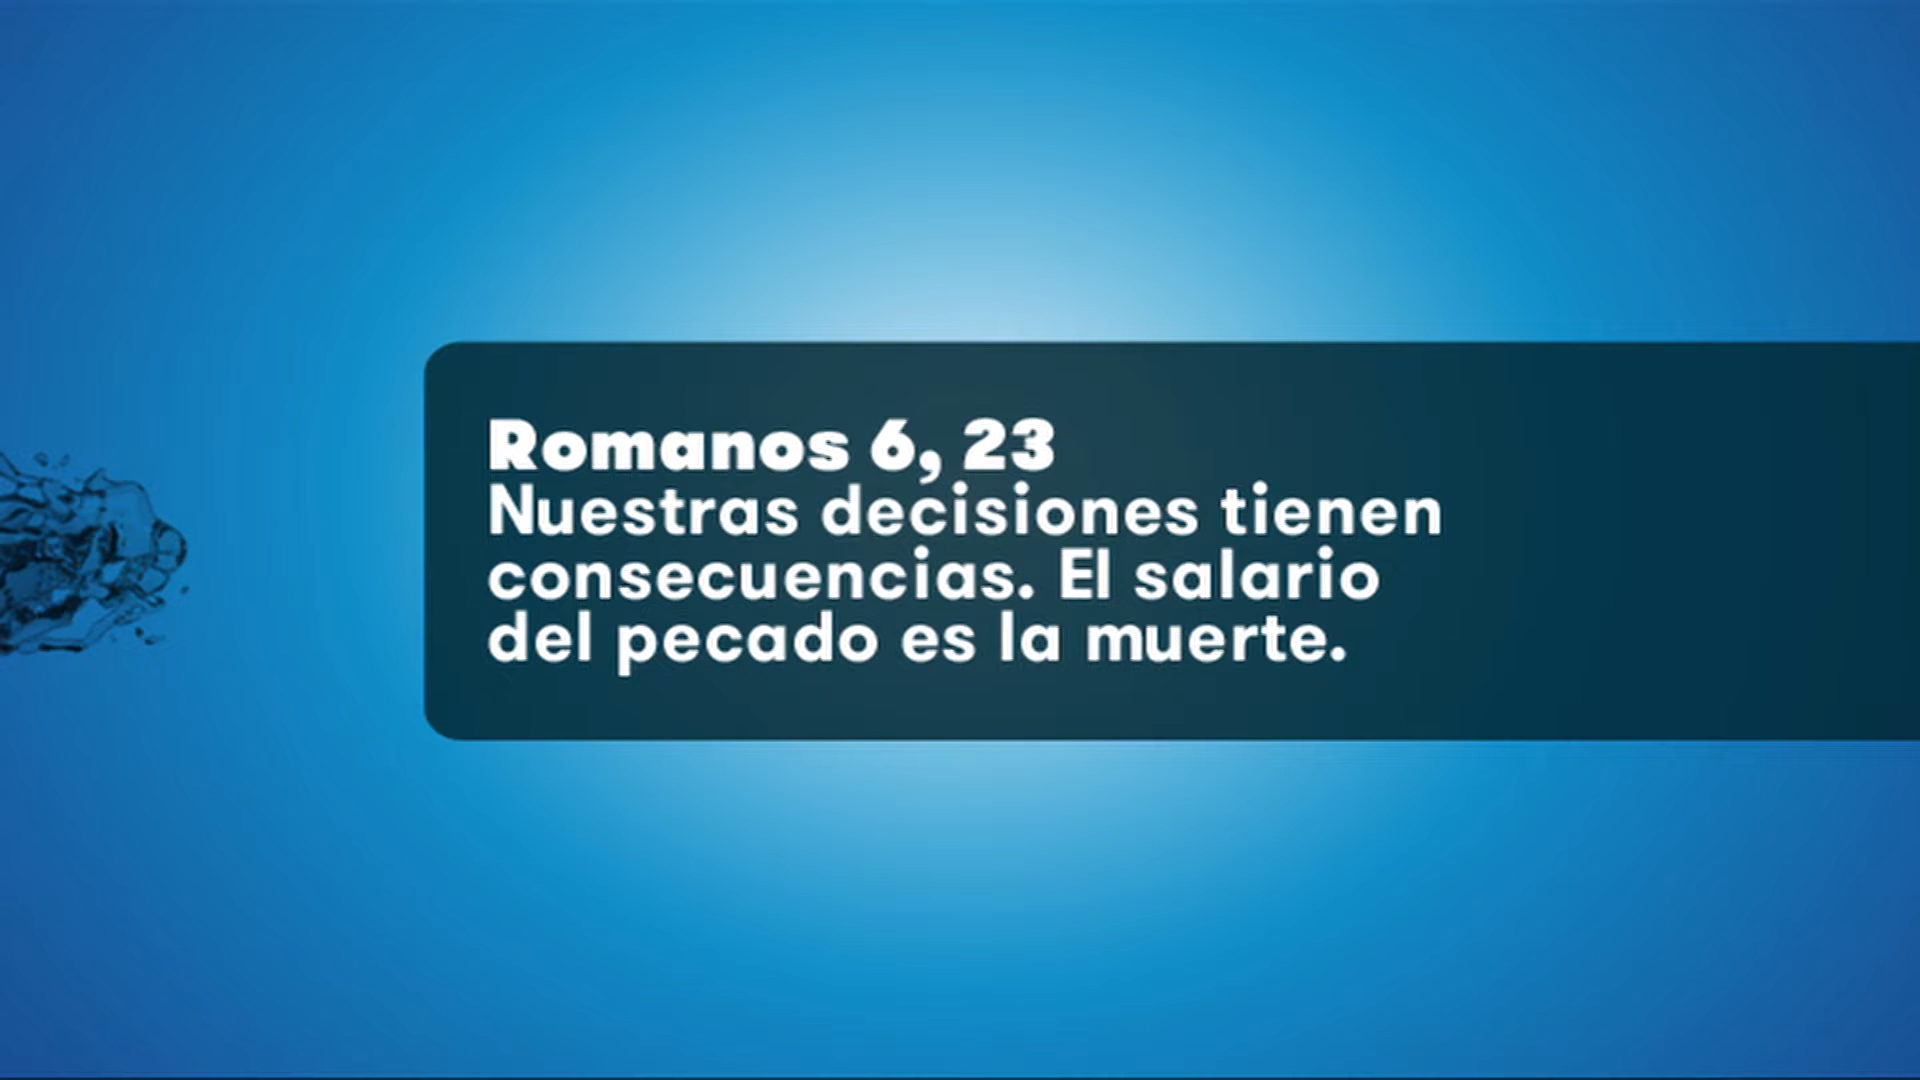 Romanos 6, 23
Nuestras decisiones tienen
consecuencias. El salario
del pecado es la muerte.